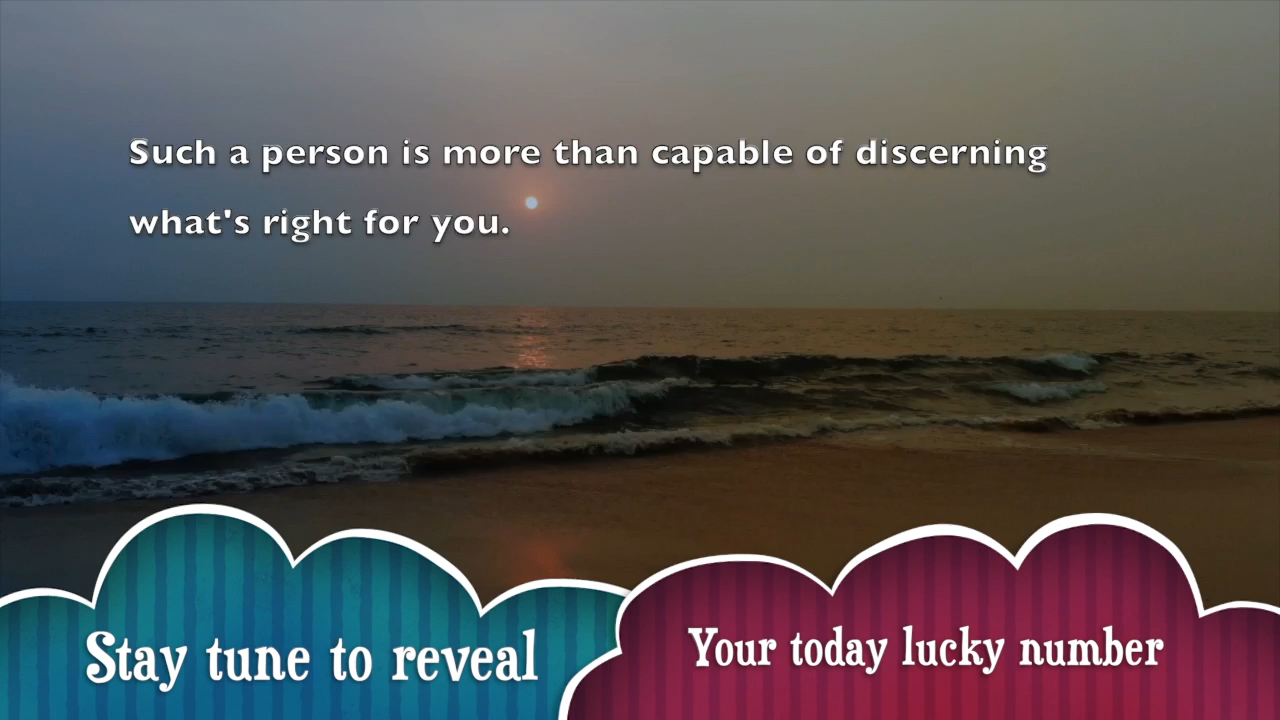 Such a person is more than capable of discerning
what's right for you.
Stay tune to reveal
Your today lucky number